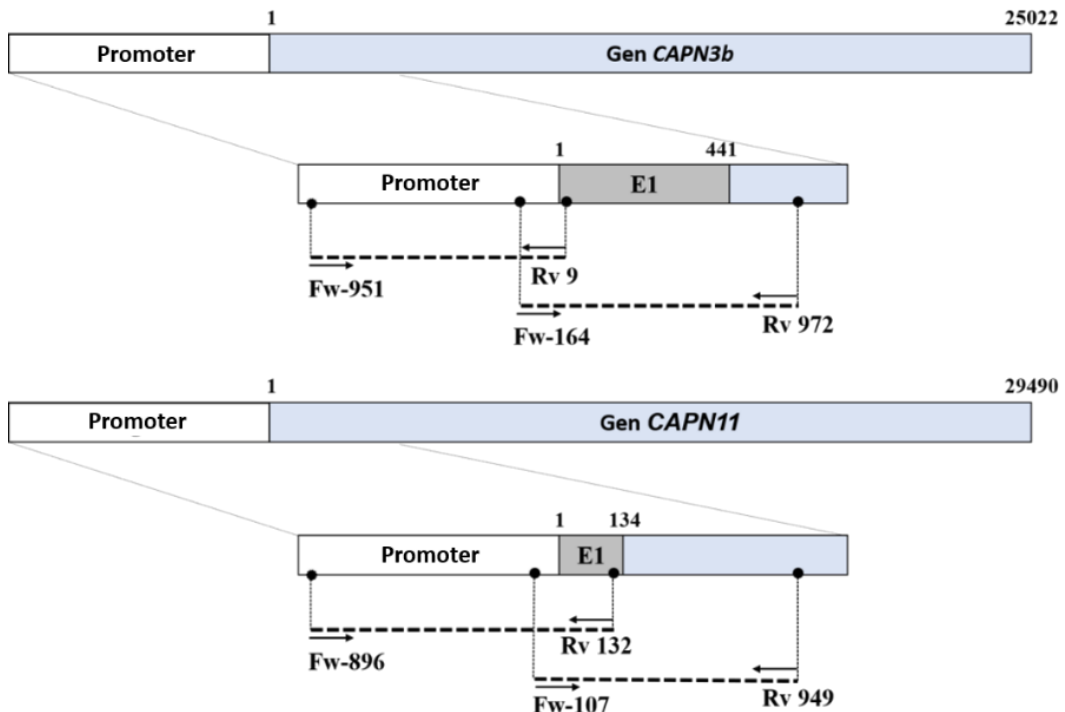 1 25022
Promoter Gen CAPN3b
1 441
Promoter E1
Rv 9
Fw-951
Rv 972
Fw-164
1 29490
Promoter Gen CAPN11
1 134
Promoter E1
Rv 132
Fw-896
Rv 949
Fw-107